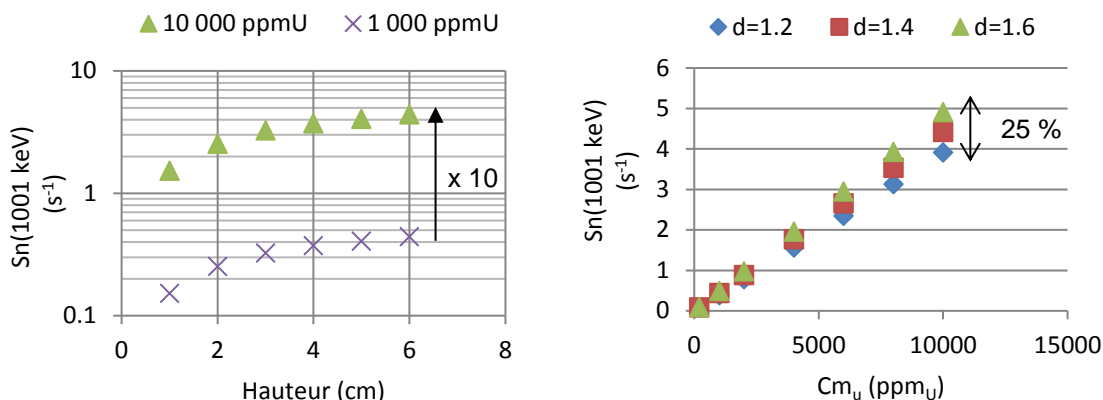 10 000 ppmU 1 000 ppmU
10
1
0.1
0 2 4 6 8
Sn(1001 keV)
(s⁻¹)
x 10
Hauteur (cm)
d=1.2 d=1.4 d=1.6
6
5
4
3
2
1
0
0 5000 10000 15000
Sn(1001 keV)
(s⁻¹)
25 %
Cmᵤ (ppmᵤ)